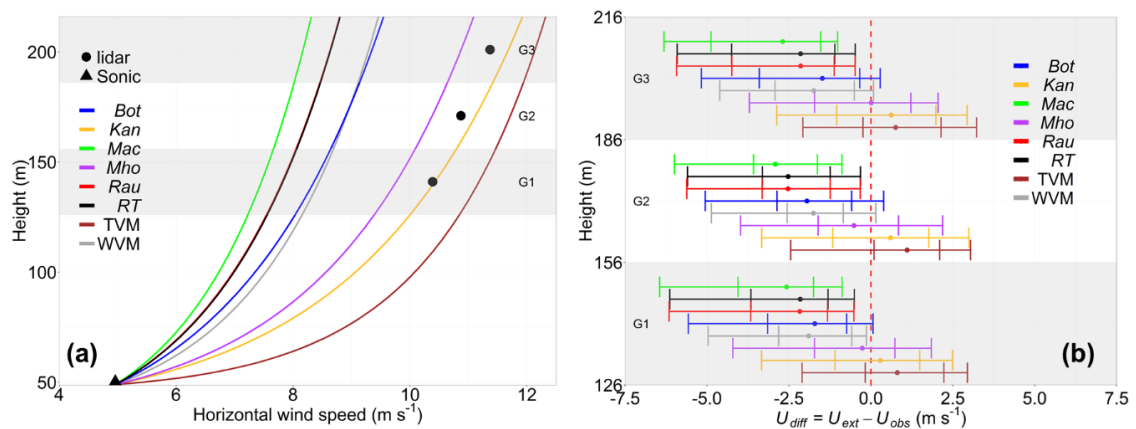 200
150
100
50
Height (m)
4
6
8
10
12
Horizontal wind speed (m s⁻¹)
lidar
Sonic
Bot
Kan
Mac
Mho
Rau
RT
TVM
WVM
G3
G2
G1
(a)
216
186
156
126
Height (m)
G3
G2
G1
Bot
Kan
Mac
Mho
Rau
RT
TVM
WVM
(b)
-7.5
-5.0
-2.5
0.0
2.5
5.0
7.5
U_diff = U_ext − U_obs (m s⁻¹)